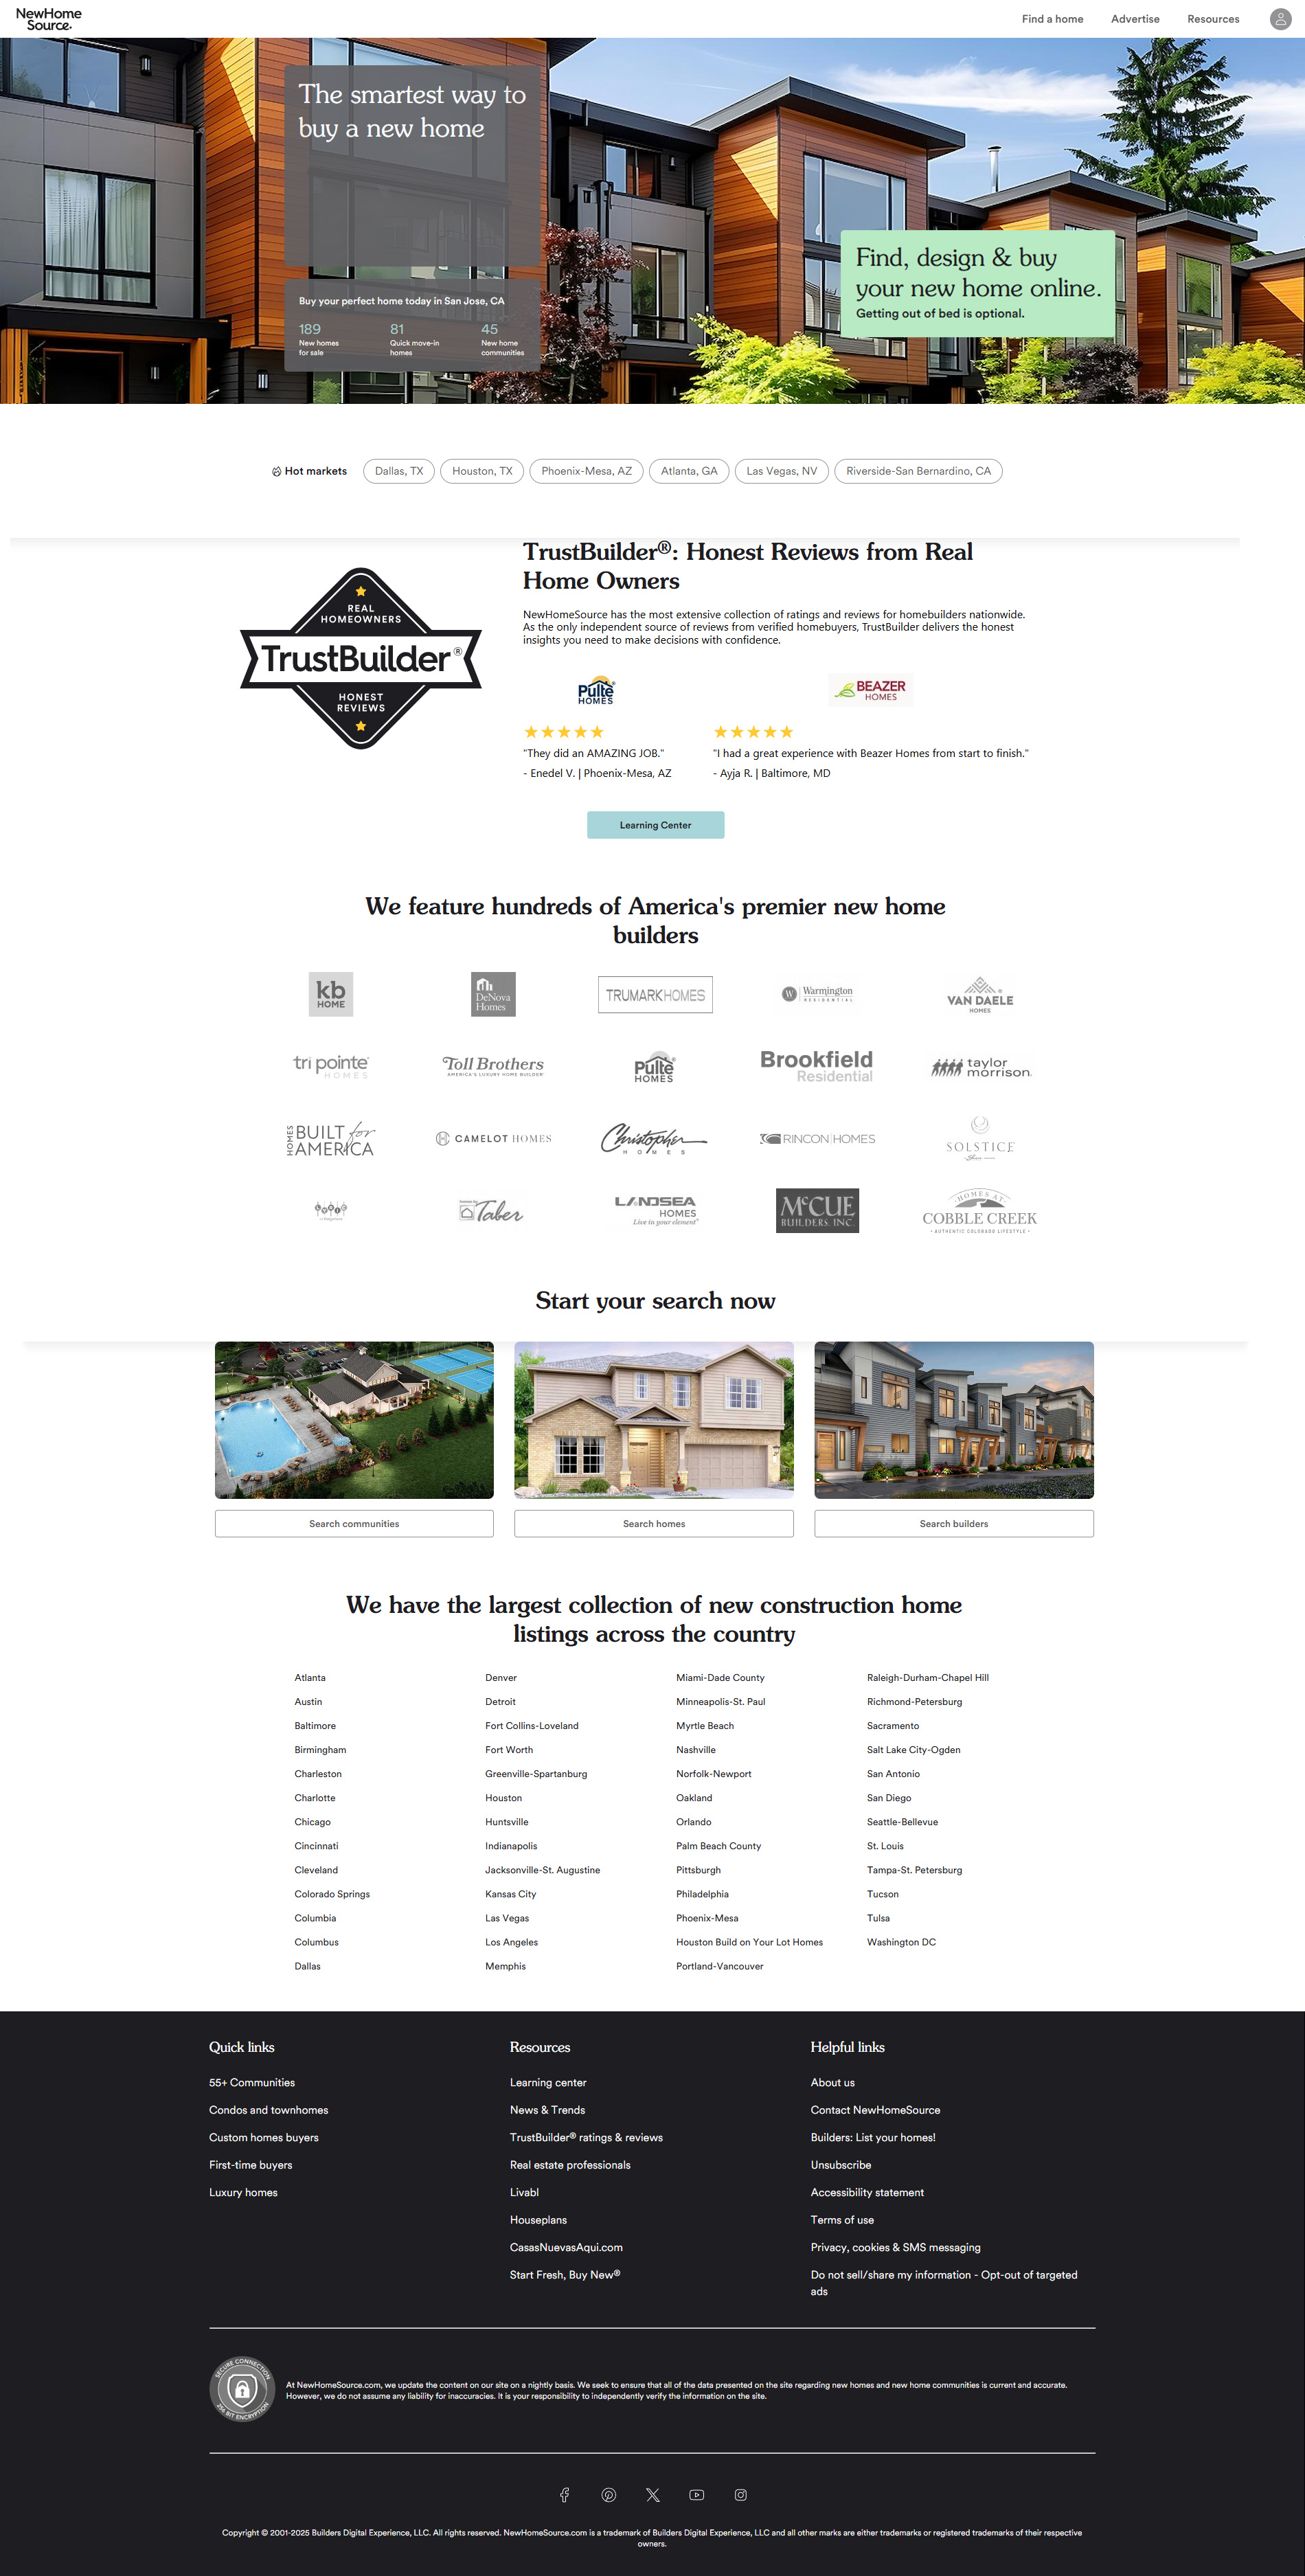 NewHome
Source.
Find a home
Advertise
Resources
The smartest way to
buy a new home
Buy your perfect home today in San Jose, CA
189
New homes
for sale
81
Quick move-in
homes
45
New home
communities
Find, design & buy
your new home online.
Getting out of bed is optional.
Hot markets
Dallas, TX
Houston, TX
Phoenix-Mesa, AZ
Atlanta, GA
Las Vegas, NV
Riverside-San Bernardino, CA
REAL
HOMEOWNERS
TrustBuilder®
HONEST
REVIEWS
TrustBuilder®: Honest Reviews from Real
Home Owners
NewHomeSource has the most extensive collection of ratings and reviews for homebuilders nationwide.
As the only independent source of reviews from verified homebuyers, TrustBuilder delivers the honest
insights you need to make decisions with confidence.
Pulte
HOMES
BEAZER
HOMES
"They did an AMAZING JOB."
- Enedel V. | Phoenix-Mesa, AZ
"I had a great experience with Beazer Homes from start to finish."
- Ayja R. | Baltimore, MD
Learning Center
We feature hundreds of America's premier new home
builders
kb
HOME
DeNova
Homes
TRUMARKHOMES
W Warmington
RESIDENTIAL
VAN DAELE
HOMES
tri pointe
HOMES
Toll Brothers
AMERICA'S LUXURY HOME BUILDER®
Pulte
HOMES
Brookfield
Residential
taylor
morrison.
HOMES BUILT for
AMERICA
CAMELOT HOMES
Christopher
HOMES
RINCON HOMES
SOLSTICE
LYRIC
Taber
LANDSEA
HOMES
Live in your element®
McCUE
BUILDERS, INC.
HOMES AT
COBBLE CREEK
• AUTHENTIC COLORADO LIFESTYLE •
Start your search now
Search communities
Search homes
Search builders
We have the largest collection of new construction home
listings across the country
Atlanta
Austin
Baltimore
Birmingham
Charleston
Charlotte
Chicago
Cincinnati
Cleveland
Colorado Springs
Columbia
Columbus
Dallas
Denver
Detroit
Fort Collins-Loveland
Fort Worth
Greenville-Spartanburg
Houston
Huntsville
Indianapolis
Jacksonville-St. Augustine
Kansas City
Las Vegas
Los Angeles
Memphis
Miami-Dade County
Minneapolis-St. Paul
Myrtle Beach
Nashville
Norfolk-Newport
Oakland
Orlando
Palm Beach County
Pittsburgh
Philadelphia
Phoenix-Mesa
Houston Build on Your Lot Homes
Portland-Vancouver
Raleigh-Durham-Chapel Hill
Richmond-Petersburg
Sacramento
Salt Lake City-Ogden
San Antonio
San Diego
Seattle-Bellevue
St. Louis
Tampa-St. Petersburg
Tucson
Tulsa
Washington DC
Quick links
55+ Communities
Condos and townhomes
Custom homes buyers
First-time buyers
Luxury homes
Resources
Learning center
News & Trends
TrustBuilder® ratings & reviews
Real estate professionals
Livabl
Houseplans
CasasNuevasAqui.com
Start Fresh, Buy New®
Helpful links
About us
Contact NewHomeSource
Builders: List your homes!
Unsubscribe
Accessibility statement
Terms of use
Privacy, cookies & SMS messaging
Do not sell/share my information - Opt-out of targeted
ads
SECURE CONNECTION
256 BIT ENCRYPTION
At NewHomeSource.com, we update the content on our site on a nightly basis. We seek to ensure that all of the data presented on the site regarding new homes and new home communities is current and accurate.
However, we do not assume any liability for inaccuracies. It is your responsibility to independently verify the information on the site.
Copyright © 2001-2025 Builders Digital Experience, LLC. All rights reserved. NewHomeSource.com is a trademark of Builders Digital Experience, LLC and all other marks are either trademarks or registered trademarks of their respective
owners.